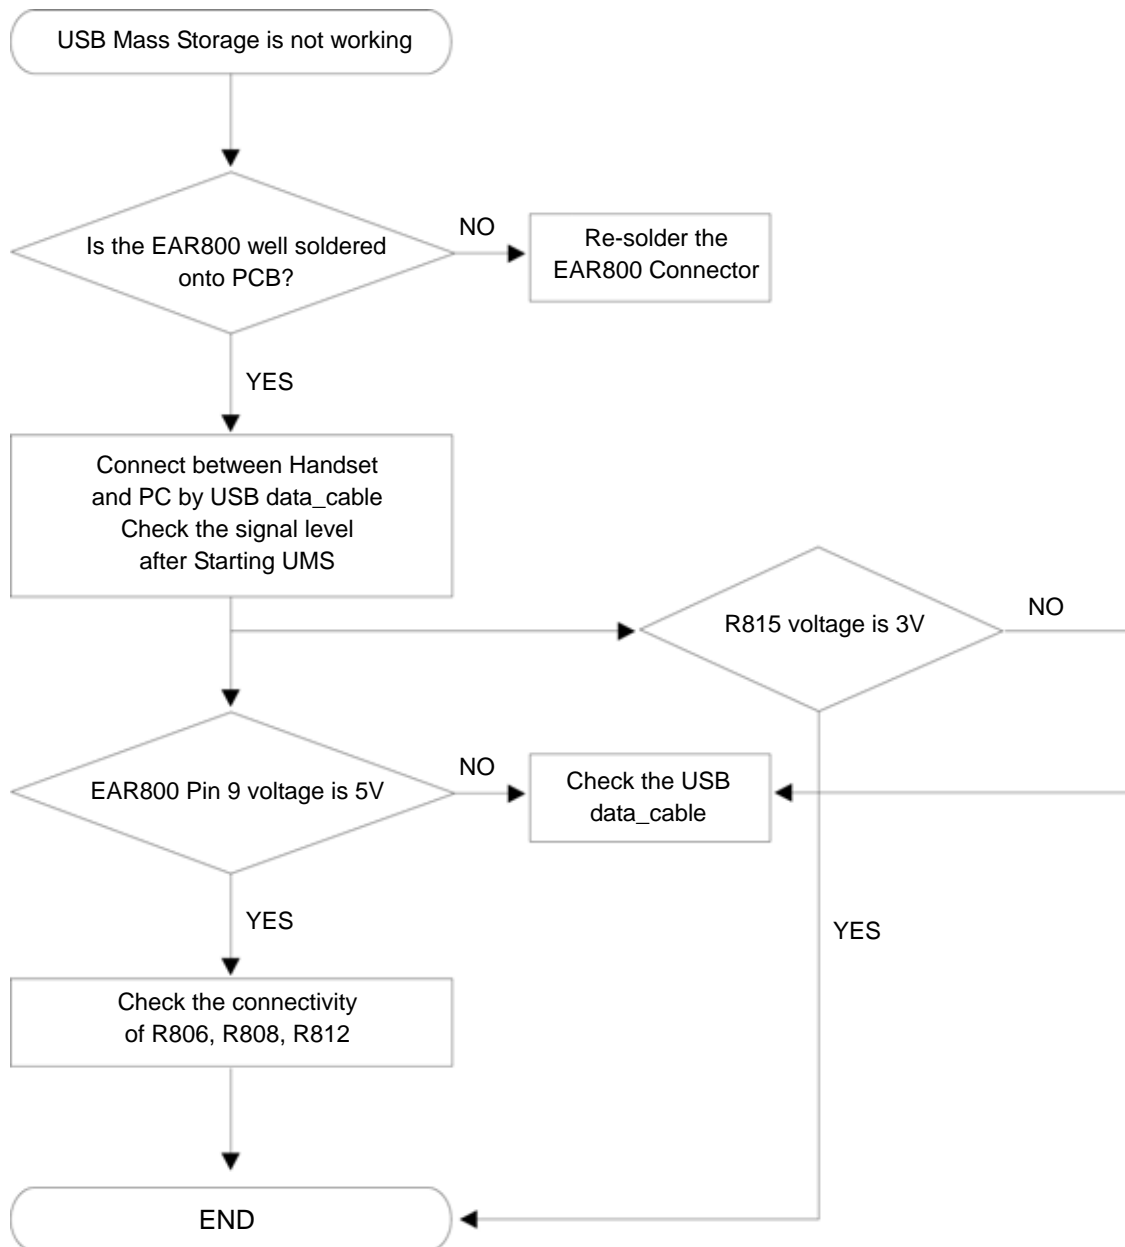 USB Mass Storage is not working
Is the EAR800 well soldered
onto PCB?
NO
Re-solder the
EAR800 Connector
YES
Connect between Handset
and PC by USB data_cable
Check the signal level
after Starting UMS
R815 voltage is 3V
NO
EAR800 Pin 9 voltage is 5V
NO
Check the USB
data_cable
YES
YES
Check the connectivity
of R806, R808, R812
END